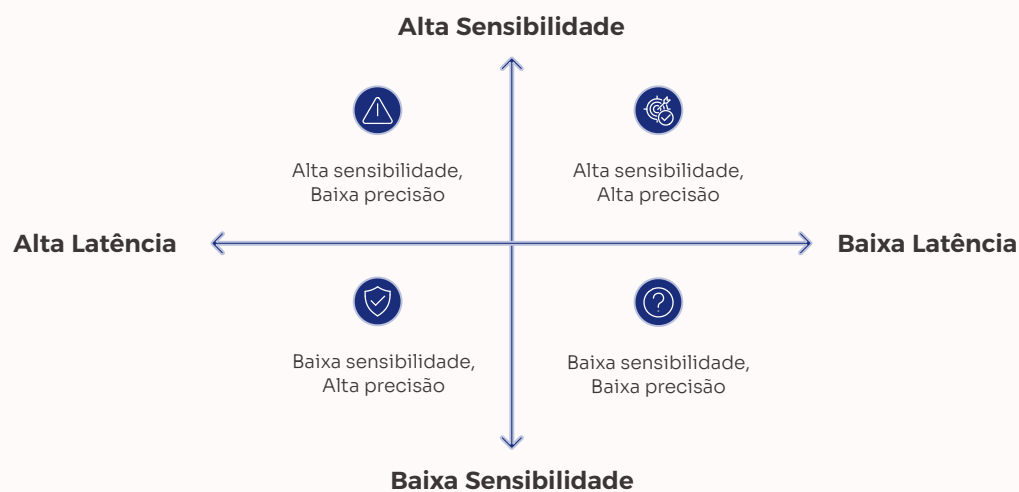 Alta Sensibilidade
Alta sensibilidade,
Baixa precisão
Alta sensibilidade,
Alta precisão
Alta Latência
Baixa Latência
Baixa sensibilidade,
Alta precisão
Baixa sensibilidade,
Baixa precisão
Baixa Sensibilidade